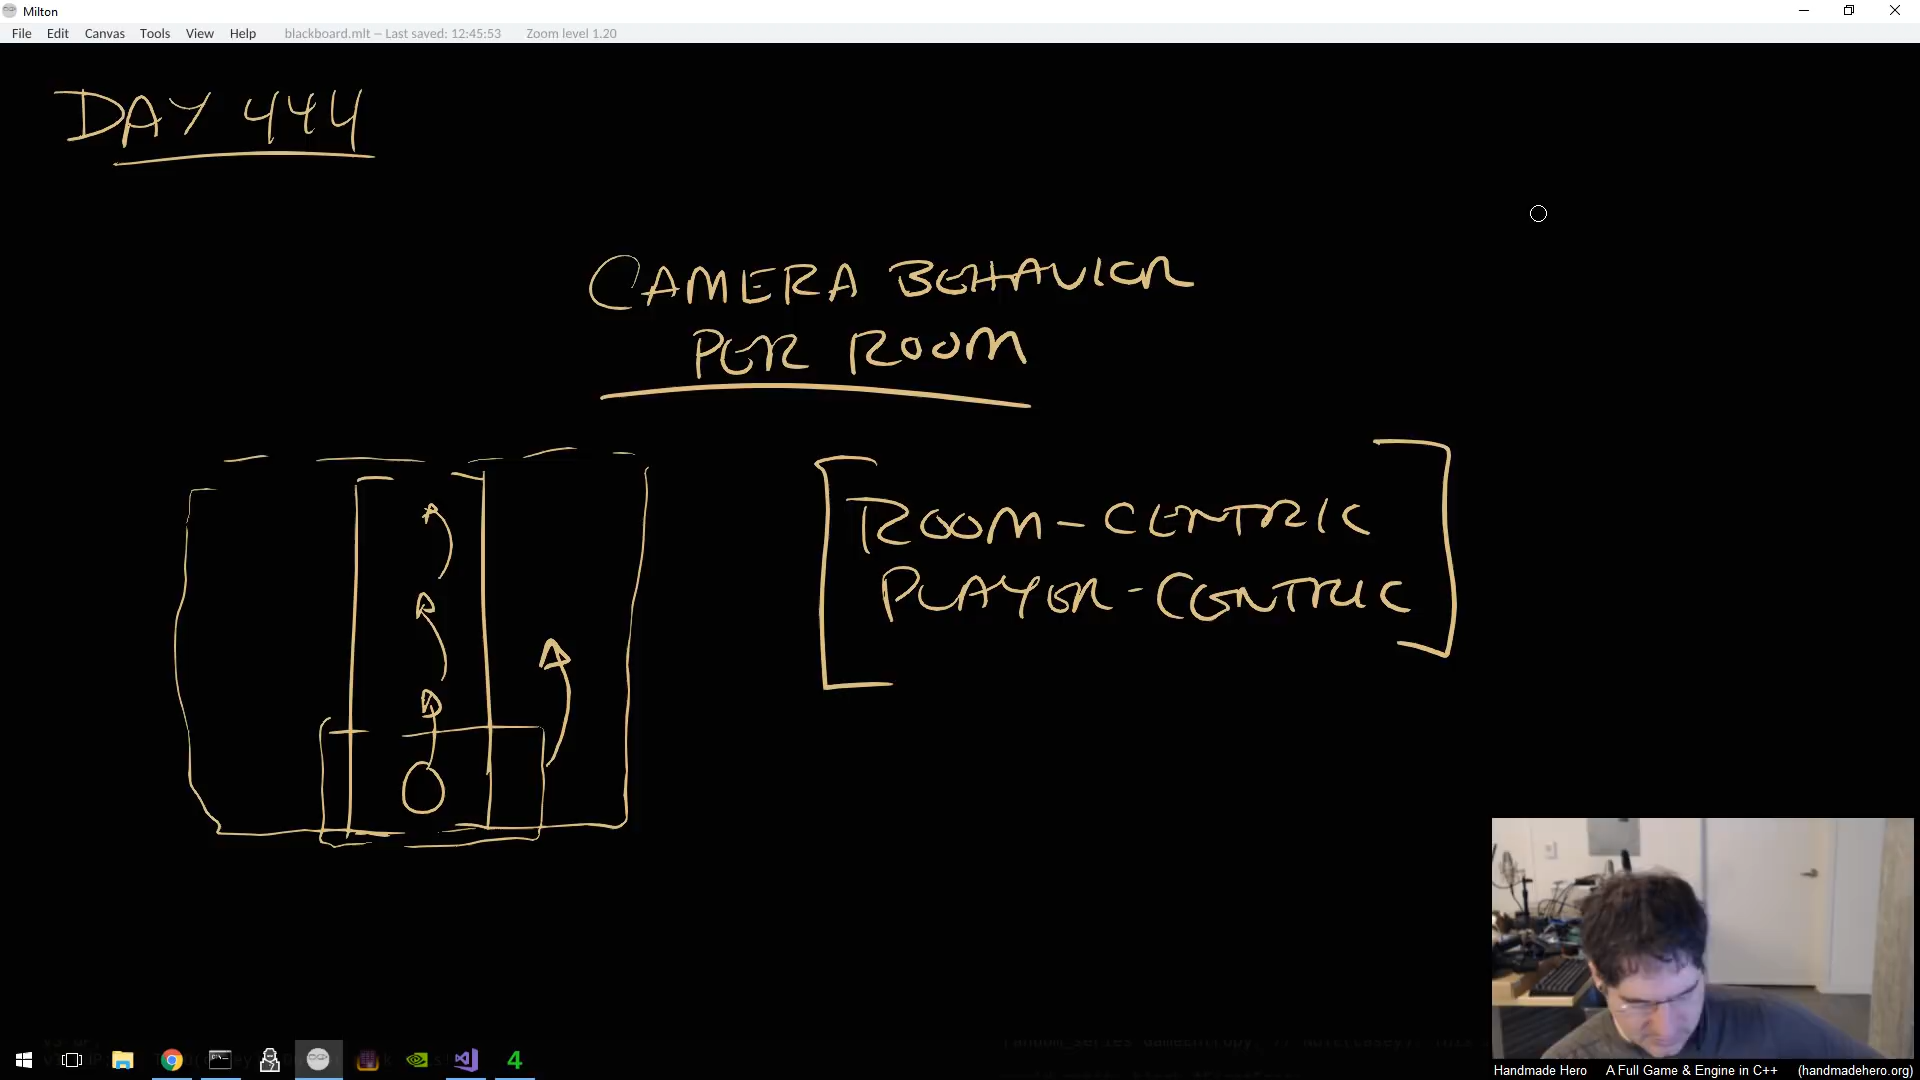 Milton
File Edit Canvas Tools View Help blackboard.mlt -- Last saved: 12:45:53 Zoom level 1.20
DAY 444
CAMERA BEHAVIOR
PER ROOM
ROOM-CENTRIC
PLAYER-CENTRIC
4
Handmade Hero A Full Game & Engine in C++ (handmadehero.org)